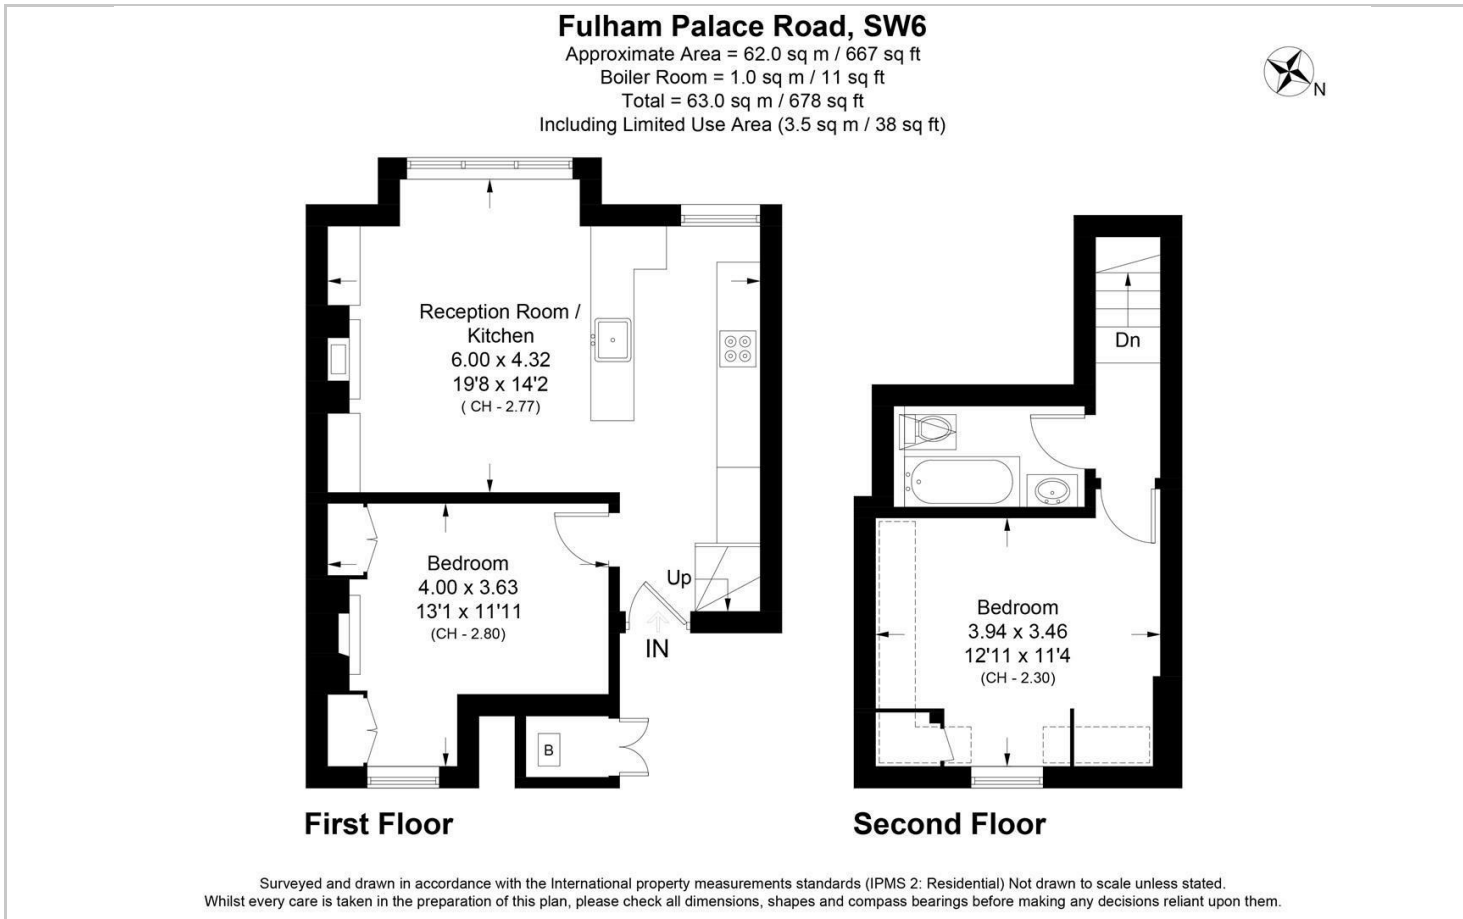 Fulham Palace Road, SW6
Approximate Area = 62.0 sq m / 667 sq ft
Boiler Room = 1.0 sq m / 11 sq ft
Total = 63.0 sq m / 678 sq ft
Including Limited Use Area (3.5 sq m / 38 sq ft)
N
Reception Room /
Kitchen
6.00 x 4.32
19'8 x 14'2
( CH - 2.77)
Bedroom
4.00 x 3.63
13'1 x 11'11
(CH - 2.80)
Up
IN
B
First Floor
Dn
Bedroom
3.94 x 3.46
12'11 x 11'4
(CH - 2.30)
Second Floor
Surveyed and drawn in accordance with the International property measurements standards (IPMS 2: Residential) Not drawn to scale unless stated.
Whilst every care is taken in the preparation of this plan, please check all dimensions, shapes and compass bearings before making any decisions reliant upon them.